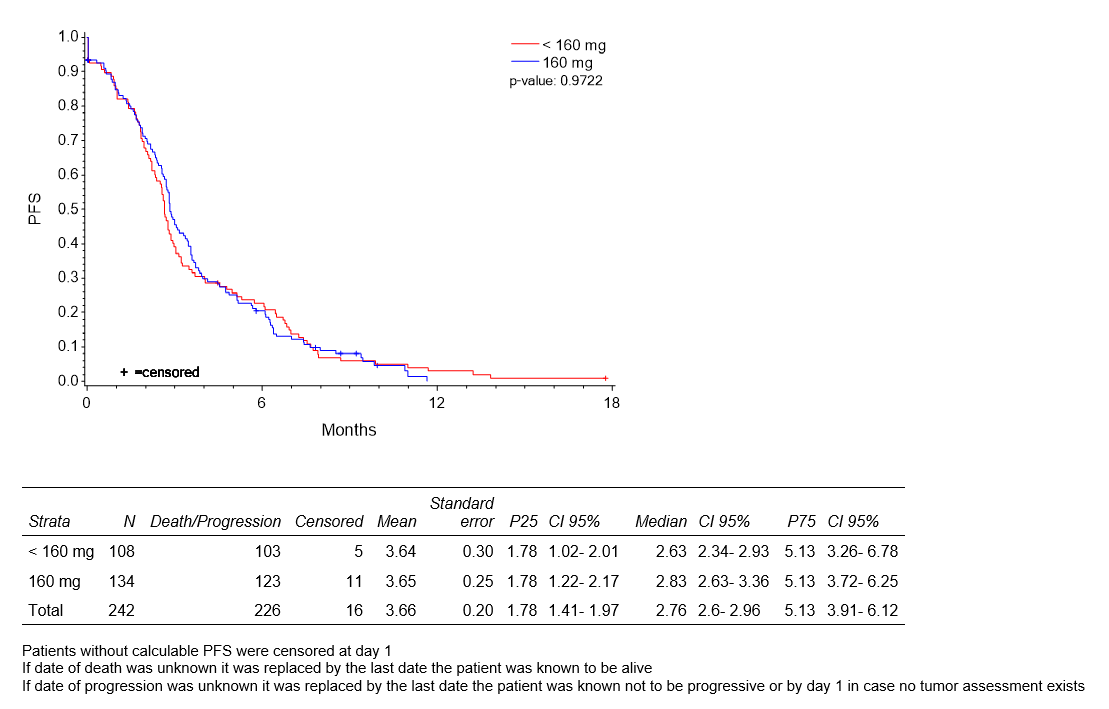 1.0
0.9
0.8
0.7
0.6
0.5
0.4
0.3
0.2
0.1
0.0
PFS
< 160 mg
160 mg
p-value: 0.9722
+ =censored
0 6 12 18
Months
Strata N Death/Progression Censored Mean Standard error P25 CI 95% Median CI 95% P75 CI 95%
< 160 mg 108 103 5 3.64 0.30 1.78 1.02- 2.01 2.63 2.34- 2.93 5.13 3.26- 6.78
160 mg 134 123 11 3.65 0.25 1.78 1.22- 2.17 2.83 2.63- 3.36 5.13 3.72- 6.25
Total 242 226 16 3.66 0.20 1.78 1.41- 1.97 2.76 2.6- 2.96 5.13 3.91- 6.12
Patients without calculable PFS were censored at day 1
If date of death was unknown it was replaced by the last date the patient was known to be alive
If date of progression was unknown it was replaced by the last date the patient was known not to be progressive or by day 1 in case no tumor assessment exists